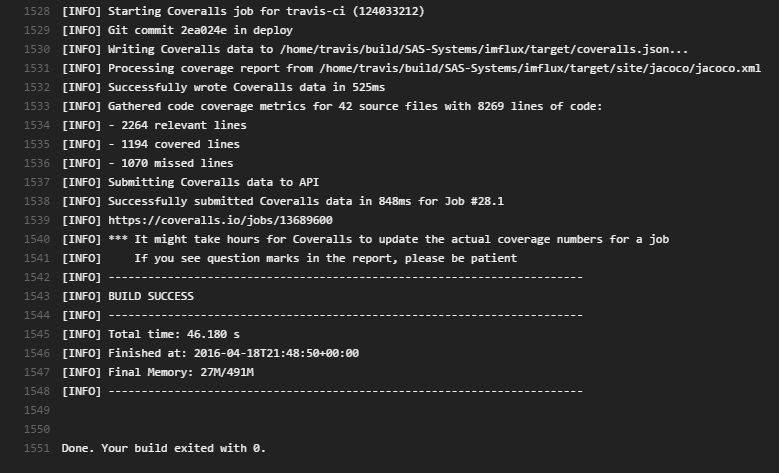 1528 [INFO] Starting Coveralls job for travis-ci (124033212)
1529 [INFO] Git commit 2ea024e in deploy
1530 [INFO] Writing Coveralls data to /home/travis/build/SAS-Systems/imflux/target/coveralls.json...
1531 [INFO] Processing coverage report from /home/travis/build/SAS-Systems/imflux/target/site/jacoco/jacoco.xml
1532 [INFO] Successfully wrote Coveralls data in 525ms
1533 [INFO] Gathered code coverage metrics for 42 source files with 8269 lines of code:
1534 [INFO] - 2264 relevant lines
1535 [INFO] - 1194 covered lines
1536 [INFO] - 1070 missed lines
1537 [INFO] Submitting Coveralls data to API
1538 [INFO] Successfully submitted Coveralls data in 848ms for Job #28.1
1539 [INFO] https://coveralls.io/jobs/13689600
1540 [INFO] *** It might take hours for Coveralls to update the actual coverage numbers for a job
1541 [INFO]     If you see question marks in the report, please be patient
1542 [INFO] ------------------------------------------------------------------------
1543 [INFO] BUILD SUCCESS
1544 [INFO] ------------------------------------------------------------------------
1545 [INFO] Total time: 46.180 s
1546 [INFO] Finished at: 2016-04-18T21:48:50+00:00
1547 [INFO] Final Memory: 27M/491M
1548 [INFO] ------------------------------------------------------------------------
1549
1550
1551 Done. Your build exited with 0.